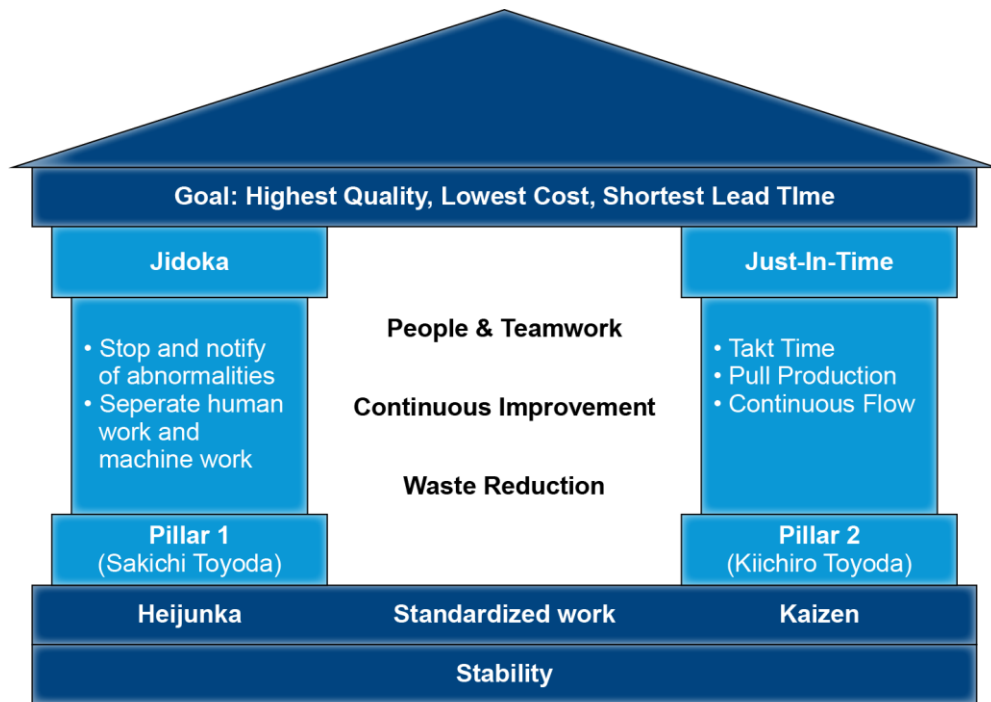 Goal: Highest Quality, Lowest Cost, Shortest Lead TIme
Jidoka
• Stop and notify
of abnormalities
• Seperate human
work and
machine work
Pillar 1
(Sakichi Toyoda)
People & Teamwork
Continuous Improvement
Waste Reduction
Just-In-Time
• Takt Time
• Pull Production
• Continuous Flow
Pillar 2
(Kiichiro Toyoda)
Heijunka Standardized work Kaizen
Stability